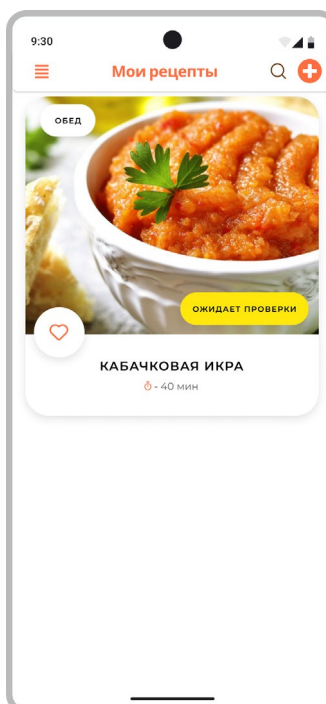 9:30
Мои рецепты
ОБЕД
ОЖИДАЕТ ПРОВЕРКИ
КАБАЧКОВАЯ ИКРА
- 40 мин